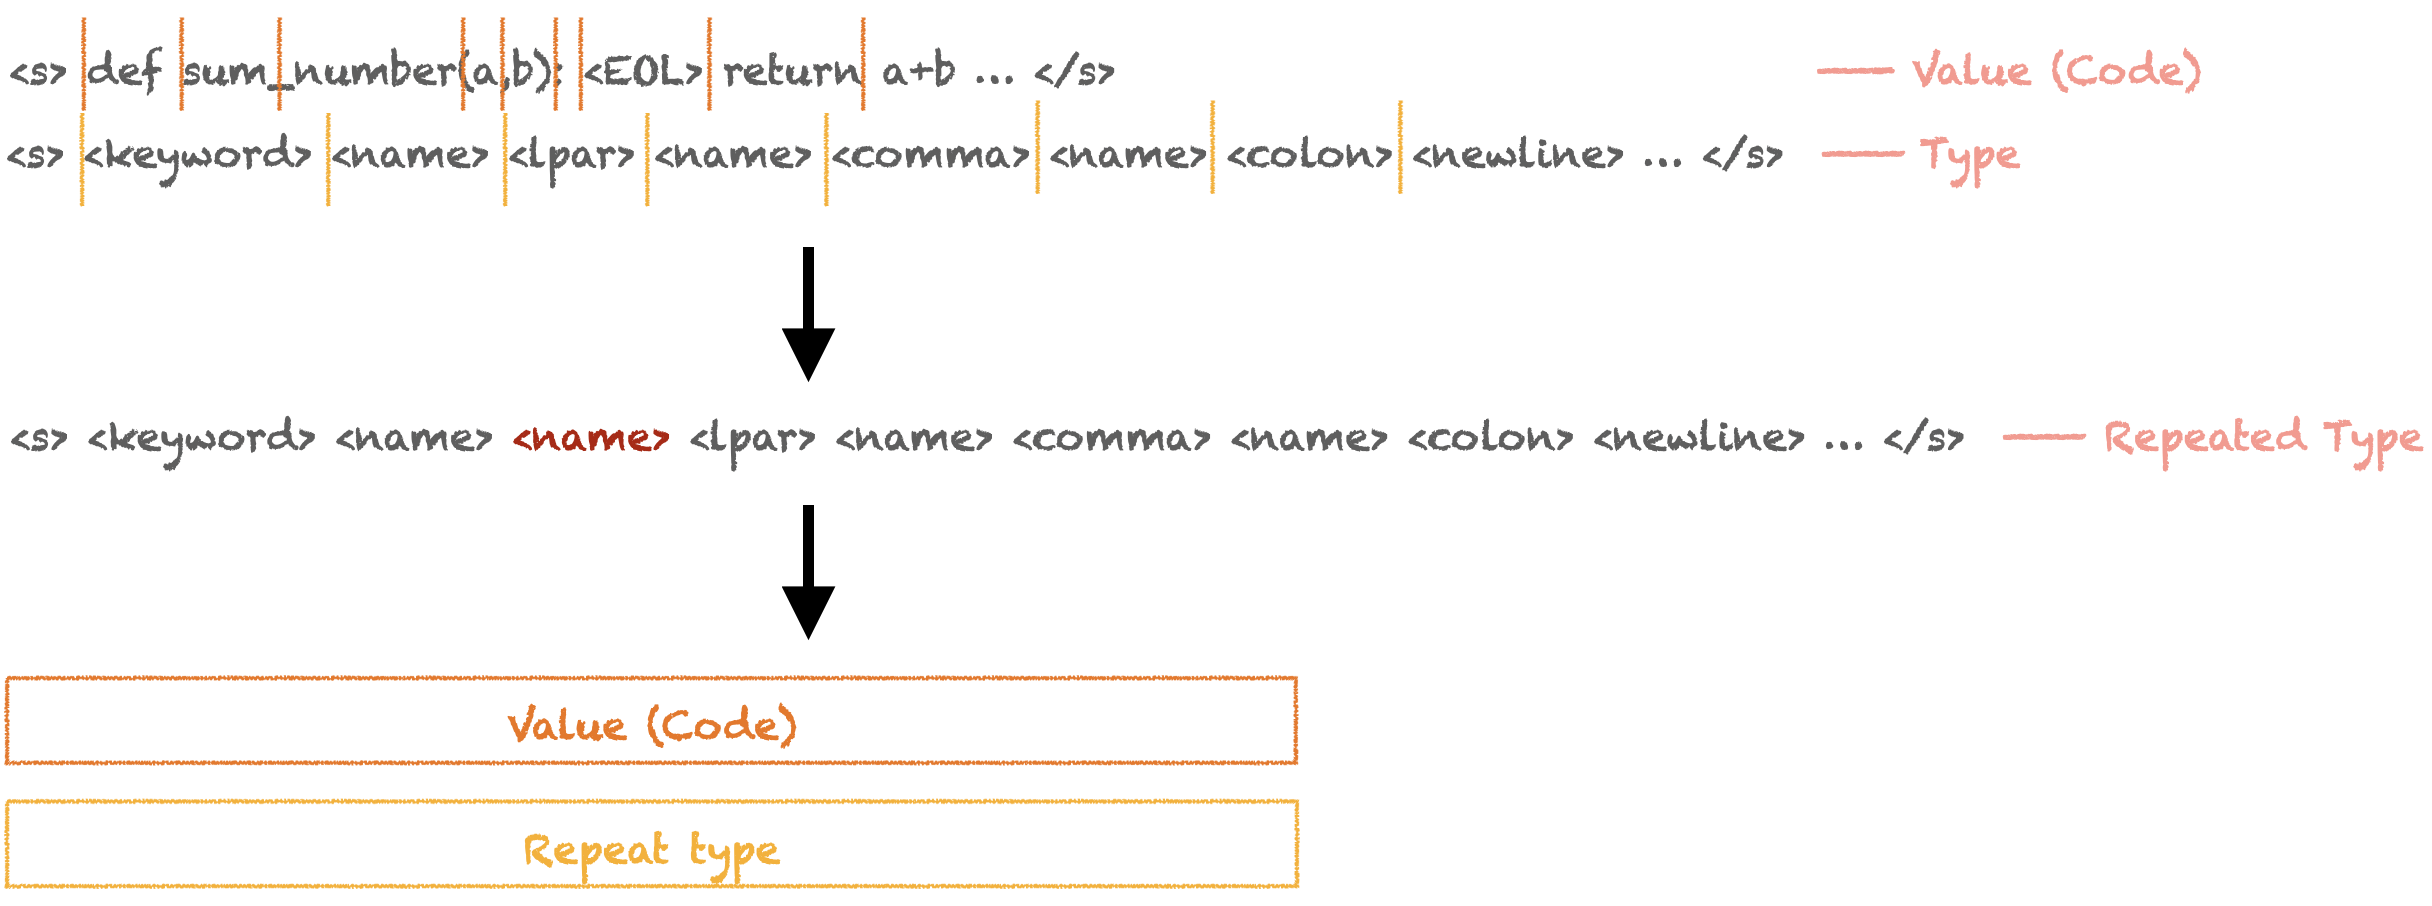 <s> def sum_number(a,b): <EOL> return a+b ... </s> — Value (Code)
<s> <keyword> <name> <lpar> <name> <comma> <name> <colon> <newline> ... </s> — Type
<s> <keyword> <name> <name> <lpar> <name> <comma> <name> <colon> <newline> ... </s> — Repeated Type
Value (Code)
Repeat type